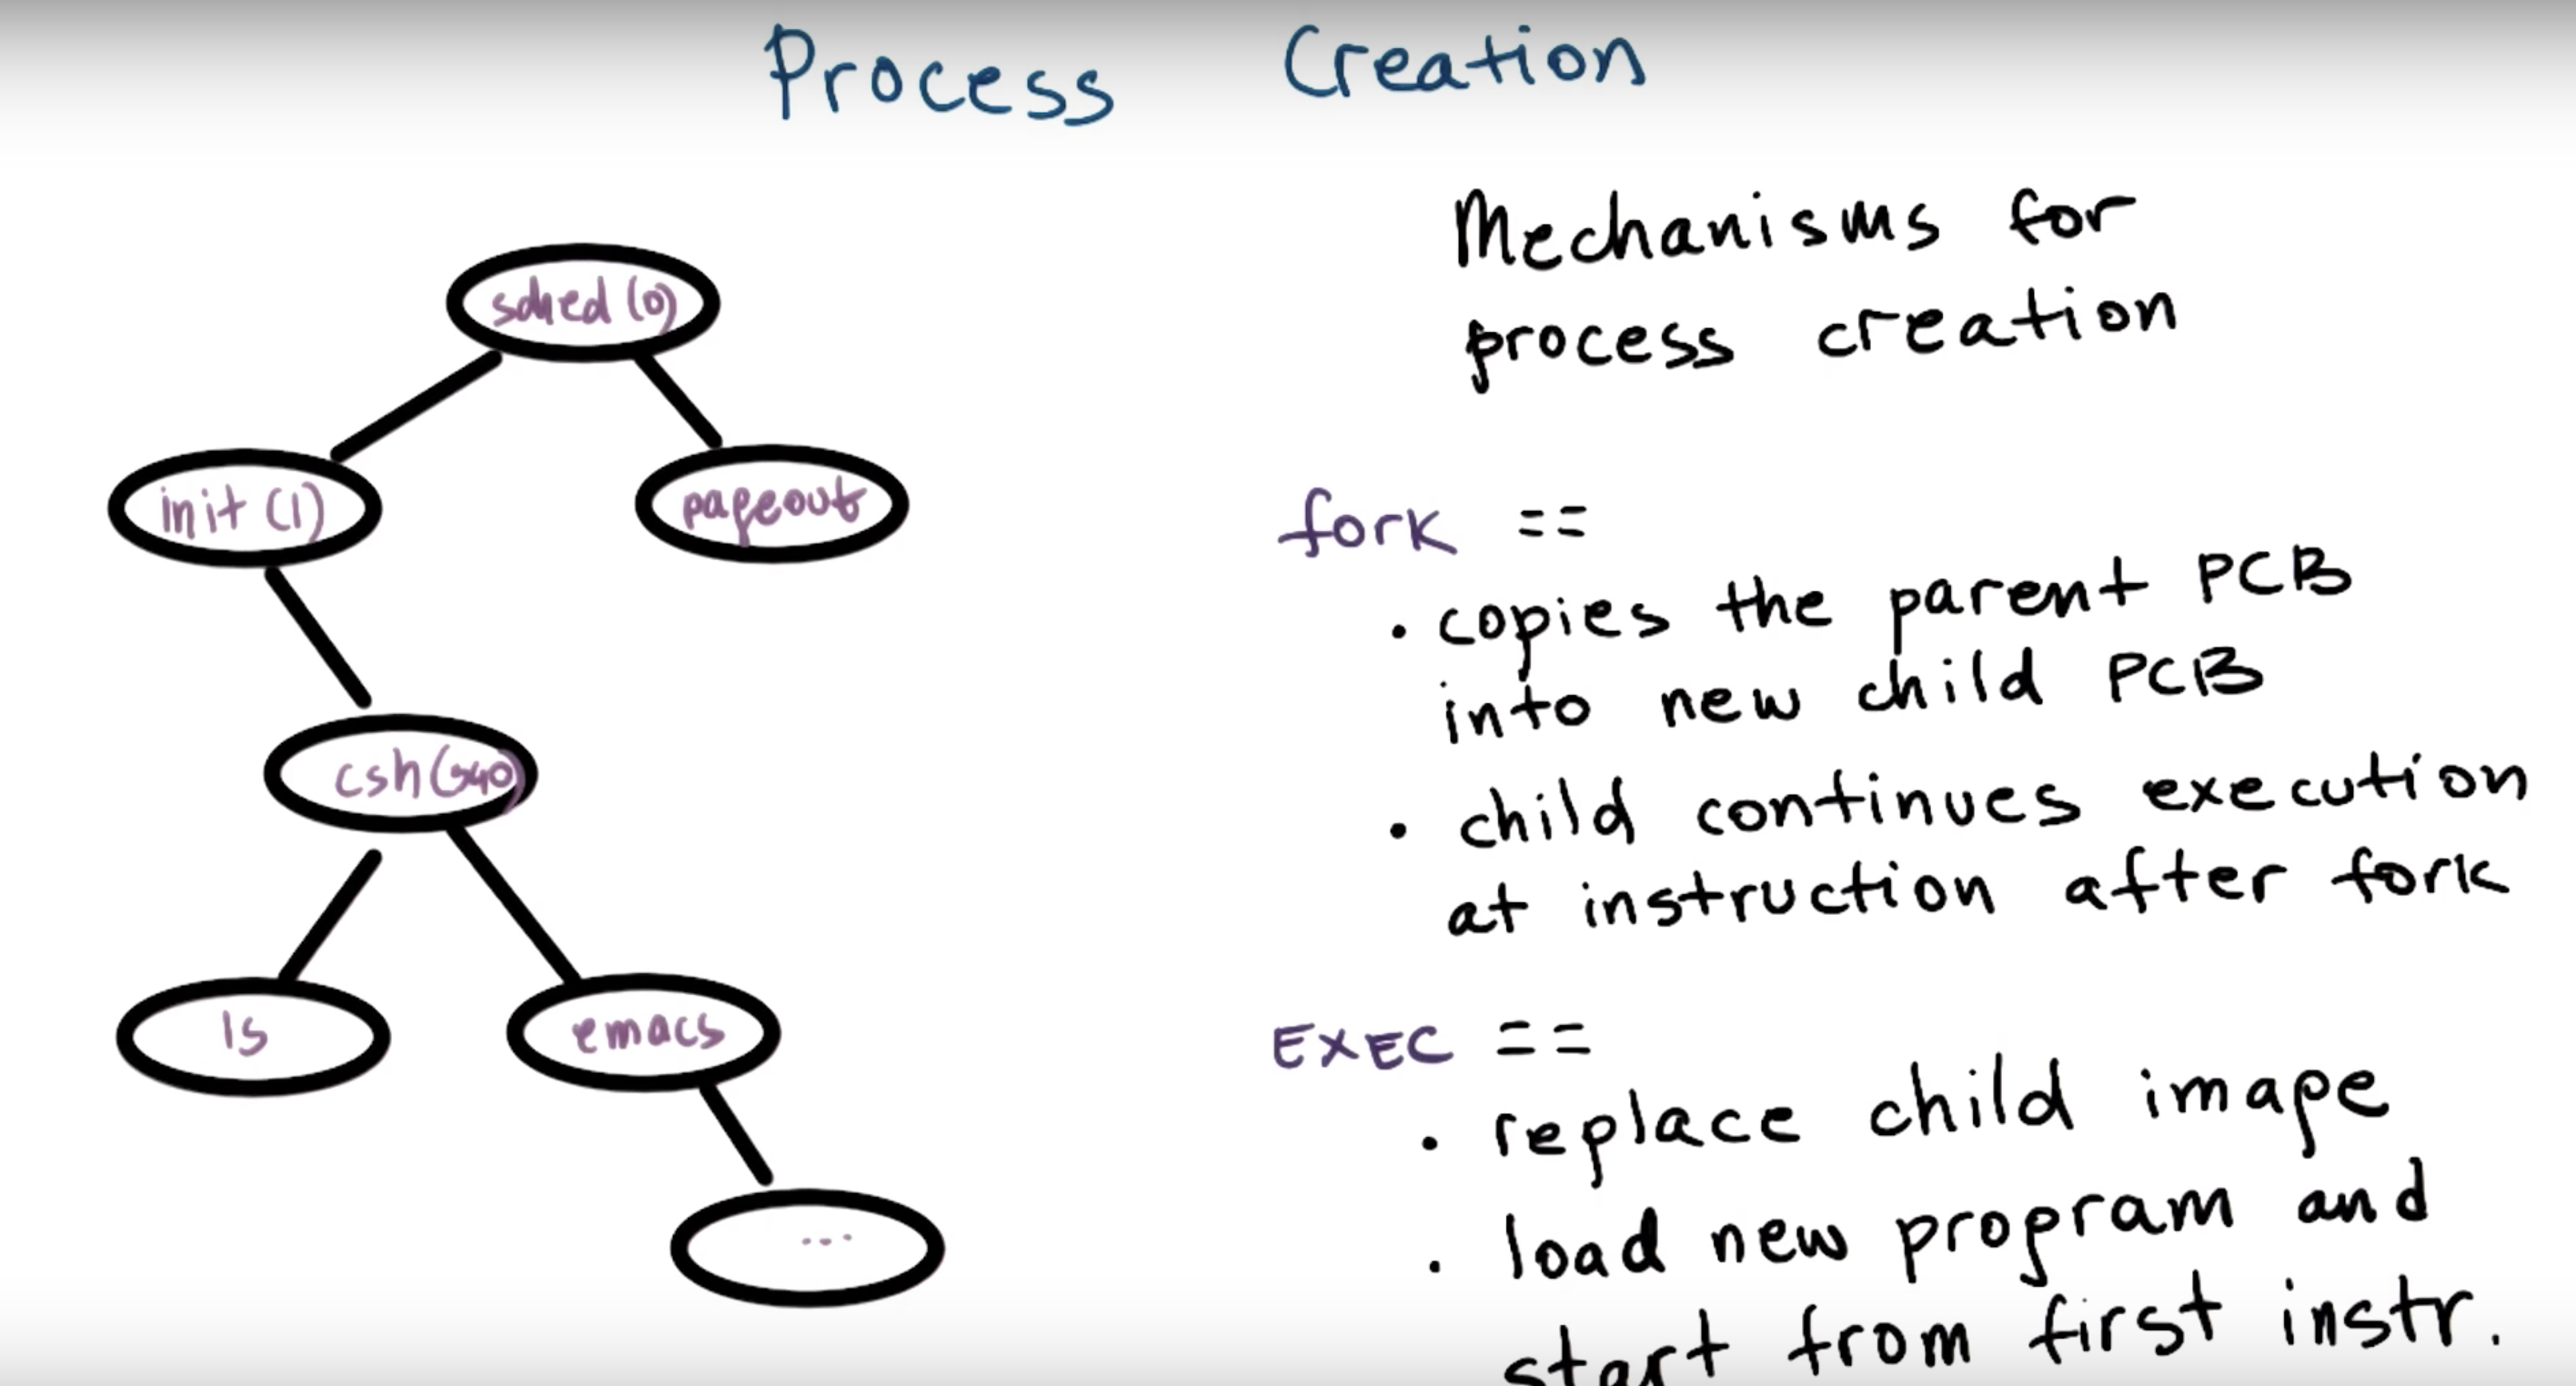 Process Creation
sched (0)
init (1)
pageout
csh(340)
ls
emacs
...
Mechanisms for
process creation
fork ==
• copies the parent PCB
into new child PCB
• child continues execution
at instruction after fork
EXEC ==
• replace child image
• load new program and
start from first instr.